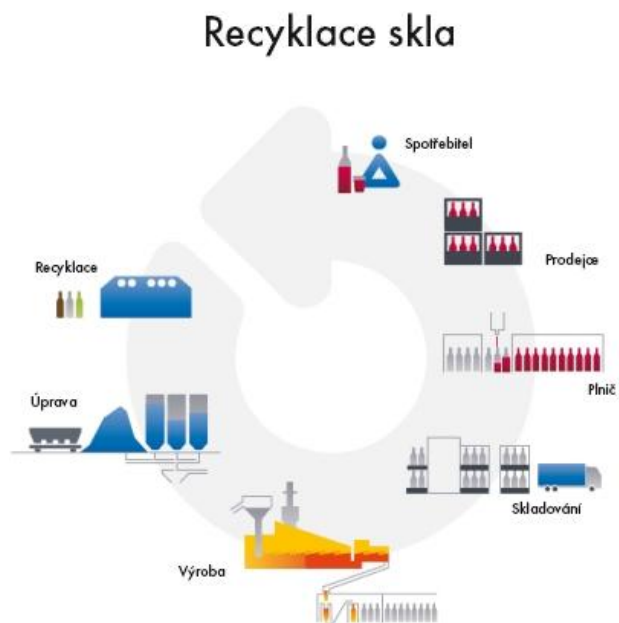 Recyklace skla
Spotřebitel
Prodejce
Recyklace
Plnič
Úprava
Skladování
Výroba